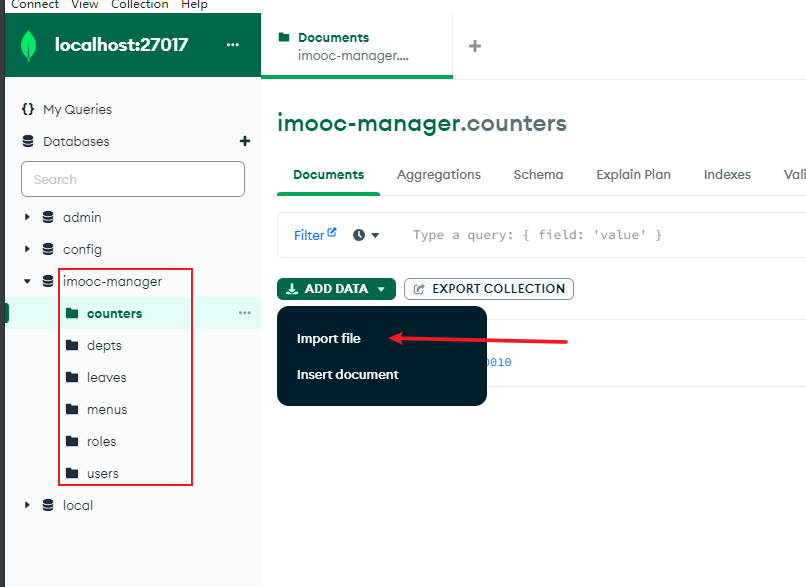 Connect View Collection Help
localhost:27017 ...
Documents
imooc-manager....
+
{} My Queries
Databases +
Search
admin
config
imooc-manager
counters ...
depts
leaves
menus
roles
users
local
imooc-manager.counters
Documents Aggregations Schema Explain Plan Indexes Vali
Filter Type a query: { field: 'value' }
ADD DATA EXPORT COLLECTION
Import file
Insert document
0010